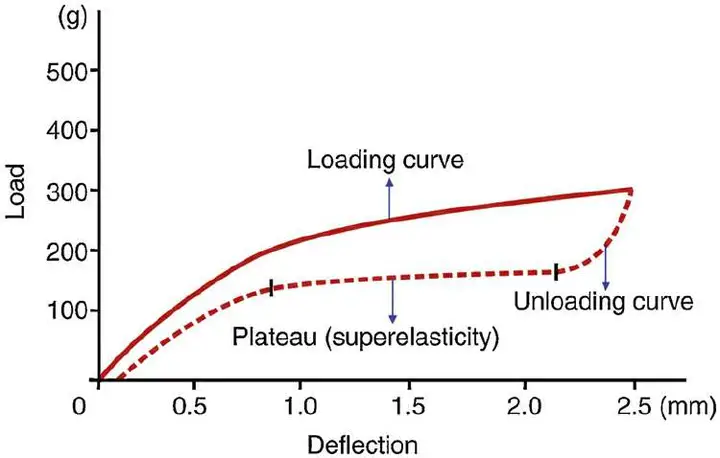 (g)
500
400
300
200
100
Load
Loading curve
Unloading curve
Plateau (superelasticity)
0 0.5 1.0 1.5 2.0 2.5 (mm)
Deflection